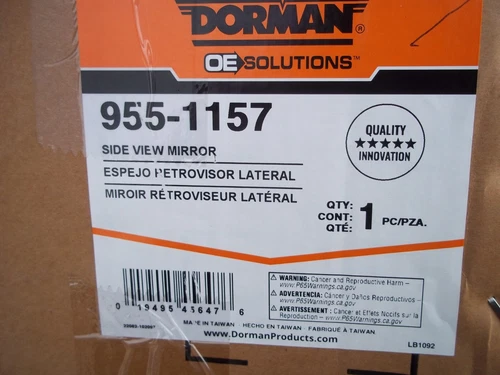 DORMAN®
OE SOLUTIONS™
955-1157
SIDE VIEW MIRROR
ESPEJO RETROVISOR LATERAL
MIROIR RÉTROVISEUR LATÉRAL
QUALITY
★★★★★
INNOVATION
QTY:
CONT: 1 PC/PZA.
QTÉ:
⚠ WARNING: Cancer and Reproductive Harm –
www.P65Warnings.ca.gov
⚠ ADVERTENCIA: Cáncer y Daños Reproductivos –
www.P65Warnings.ca.gov
⚠ AVERTISSEMENT : Cancer et Effets Nocifs sur la
Reproduction – www.P65Warnings.ca.gov
0 19495 45647 6
MADE IN TAIWAN HECHO EN TAIWAN FABRIQUÉ À TAIWAN
www.DormanProducts.com
LB1092